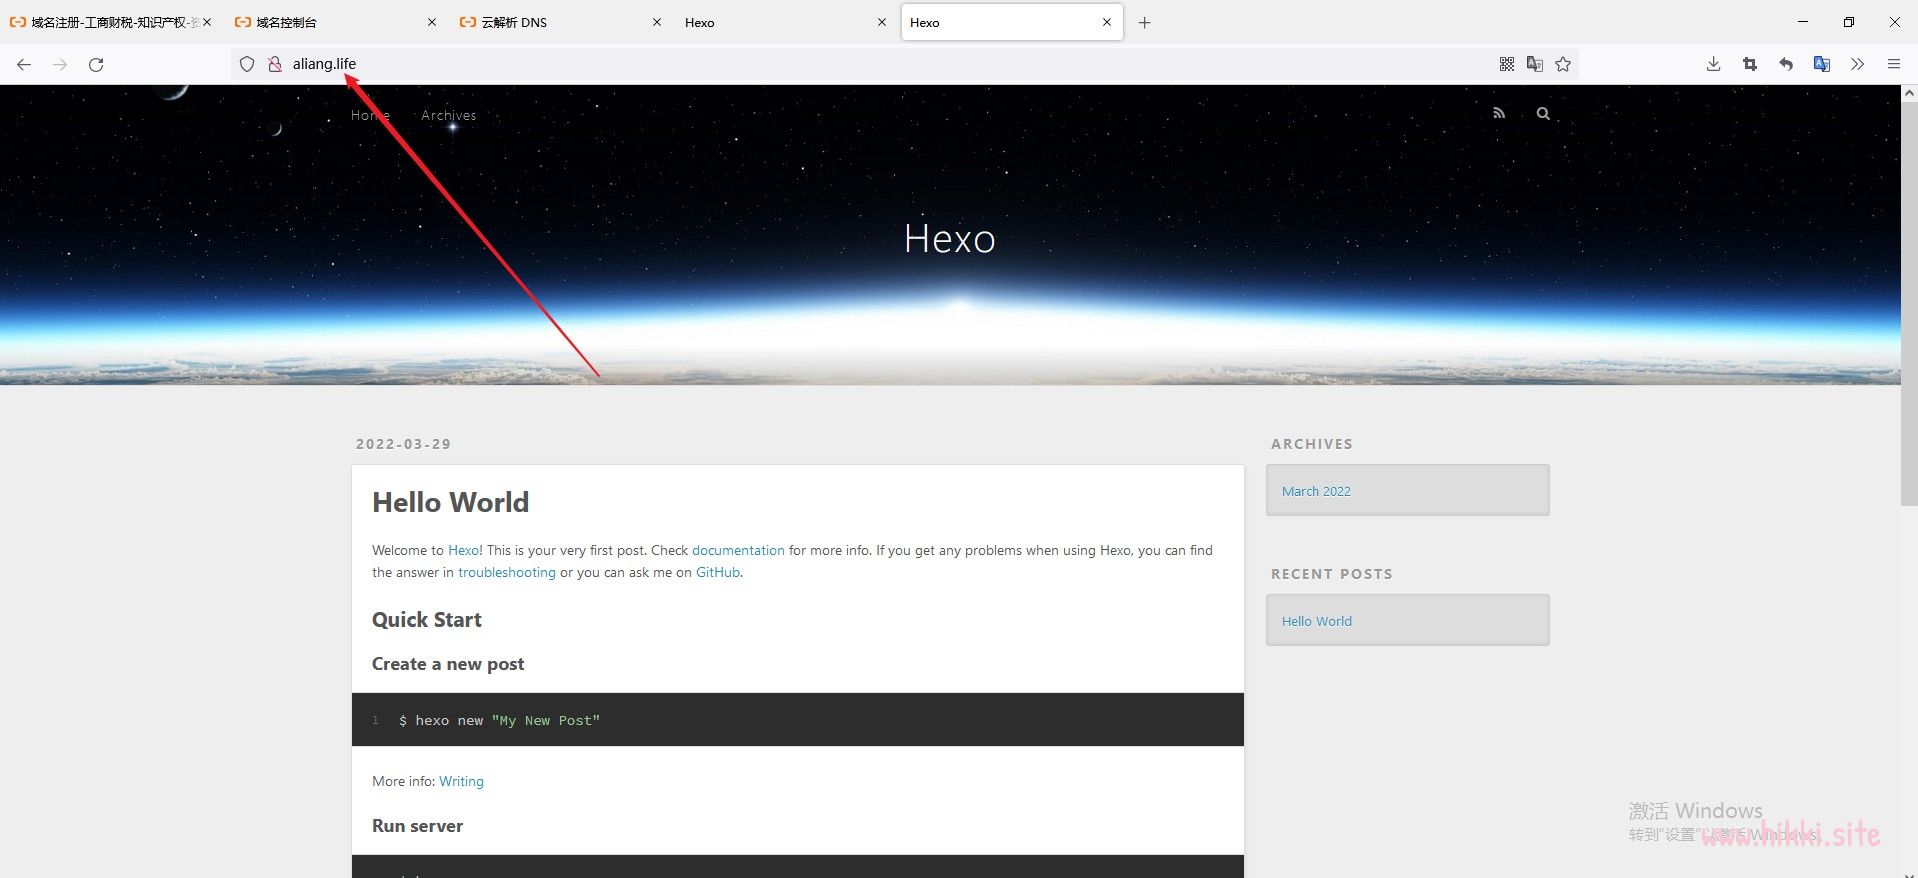 域名注册-工商财税-知识产权-
域名控制台
云解析 DNS
Hexo
Hexo
aliang.life
Home
Archives
Hexo
2022-03-29
Hello World
Welcome to Hexo! This is your very first post. Check documentation for more info. If you get any problems when using Hexo, you can find
the answer in troubleshooting or you can ask me on GitHub.
Quick Start
Create a new post
1 $ hexo new "My New Post"
More info: Writing
Run server
ARCHIVES
March 2022
RECENT POSTS
Hello World
激活 Windows
转到"设置"以激活 Windows。
www.hikki.site